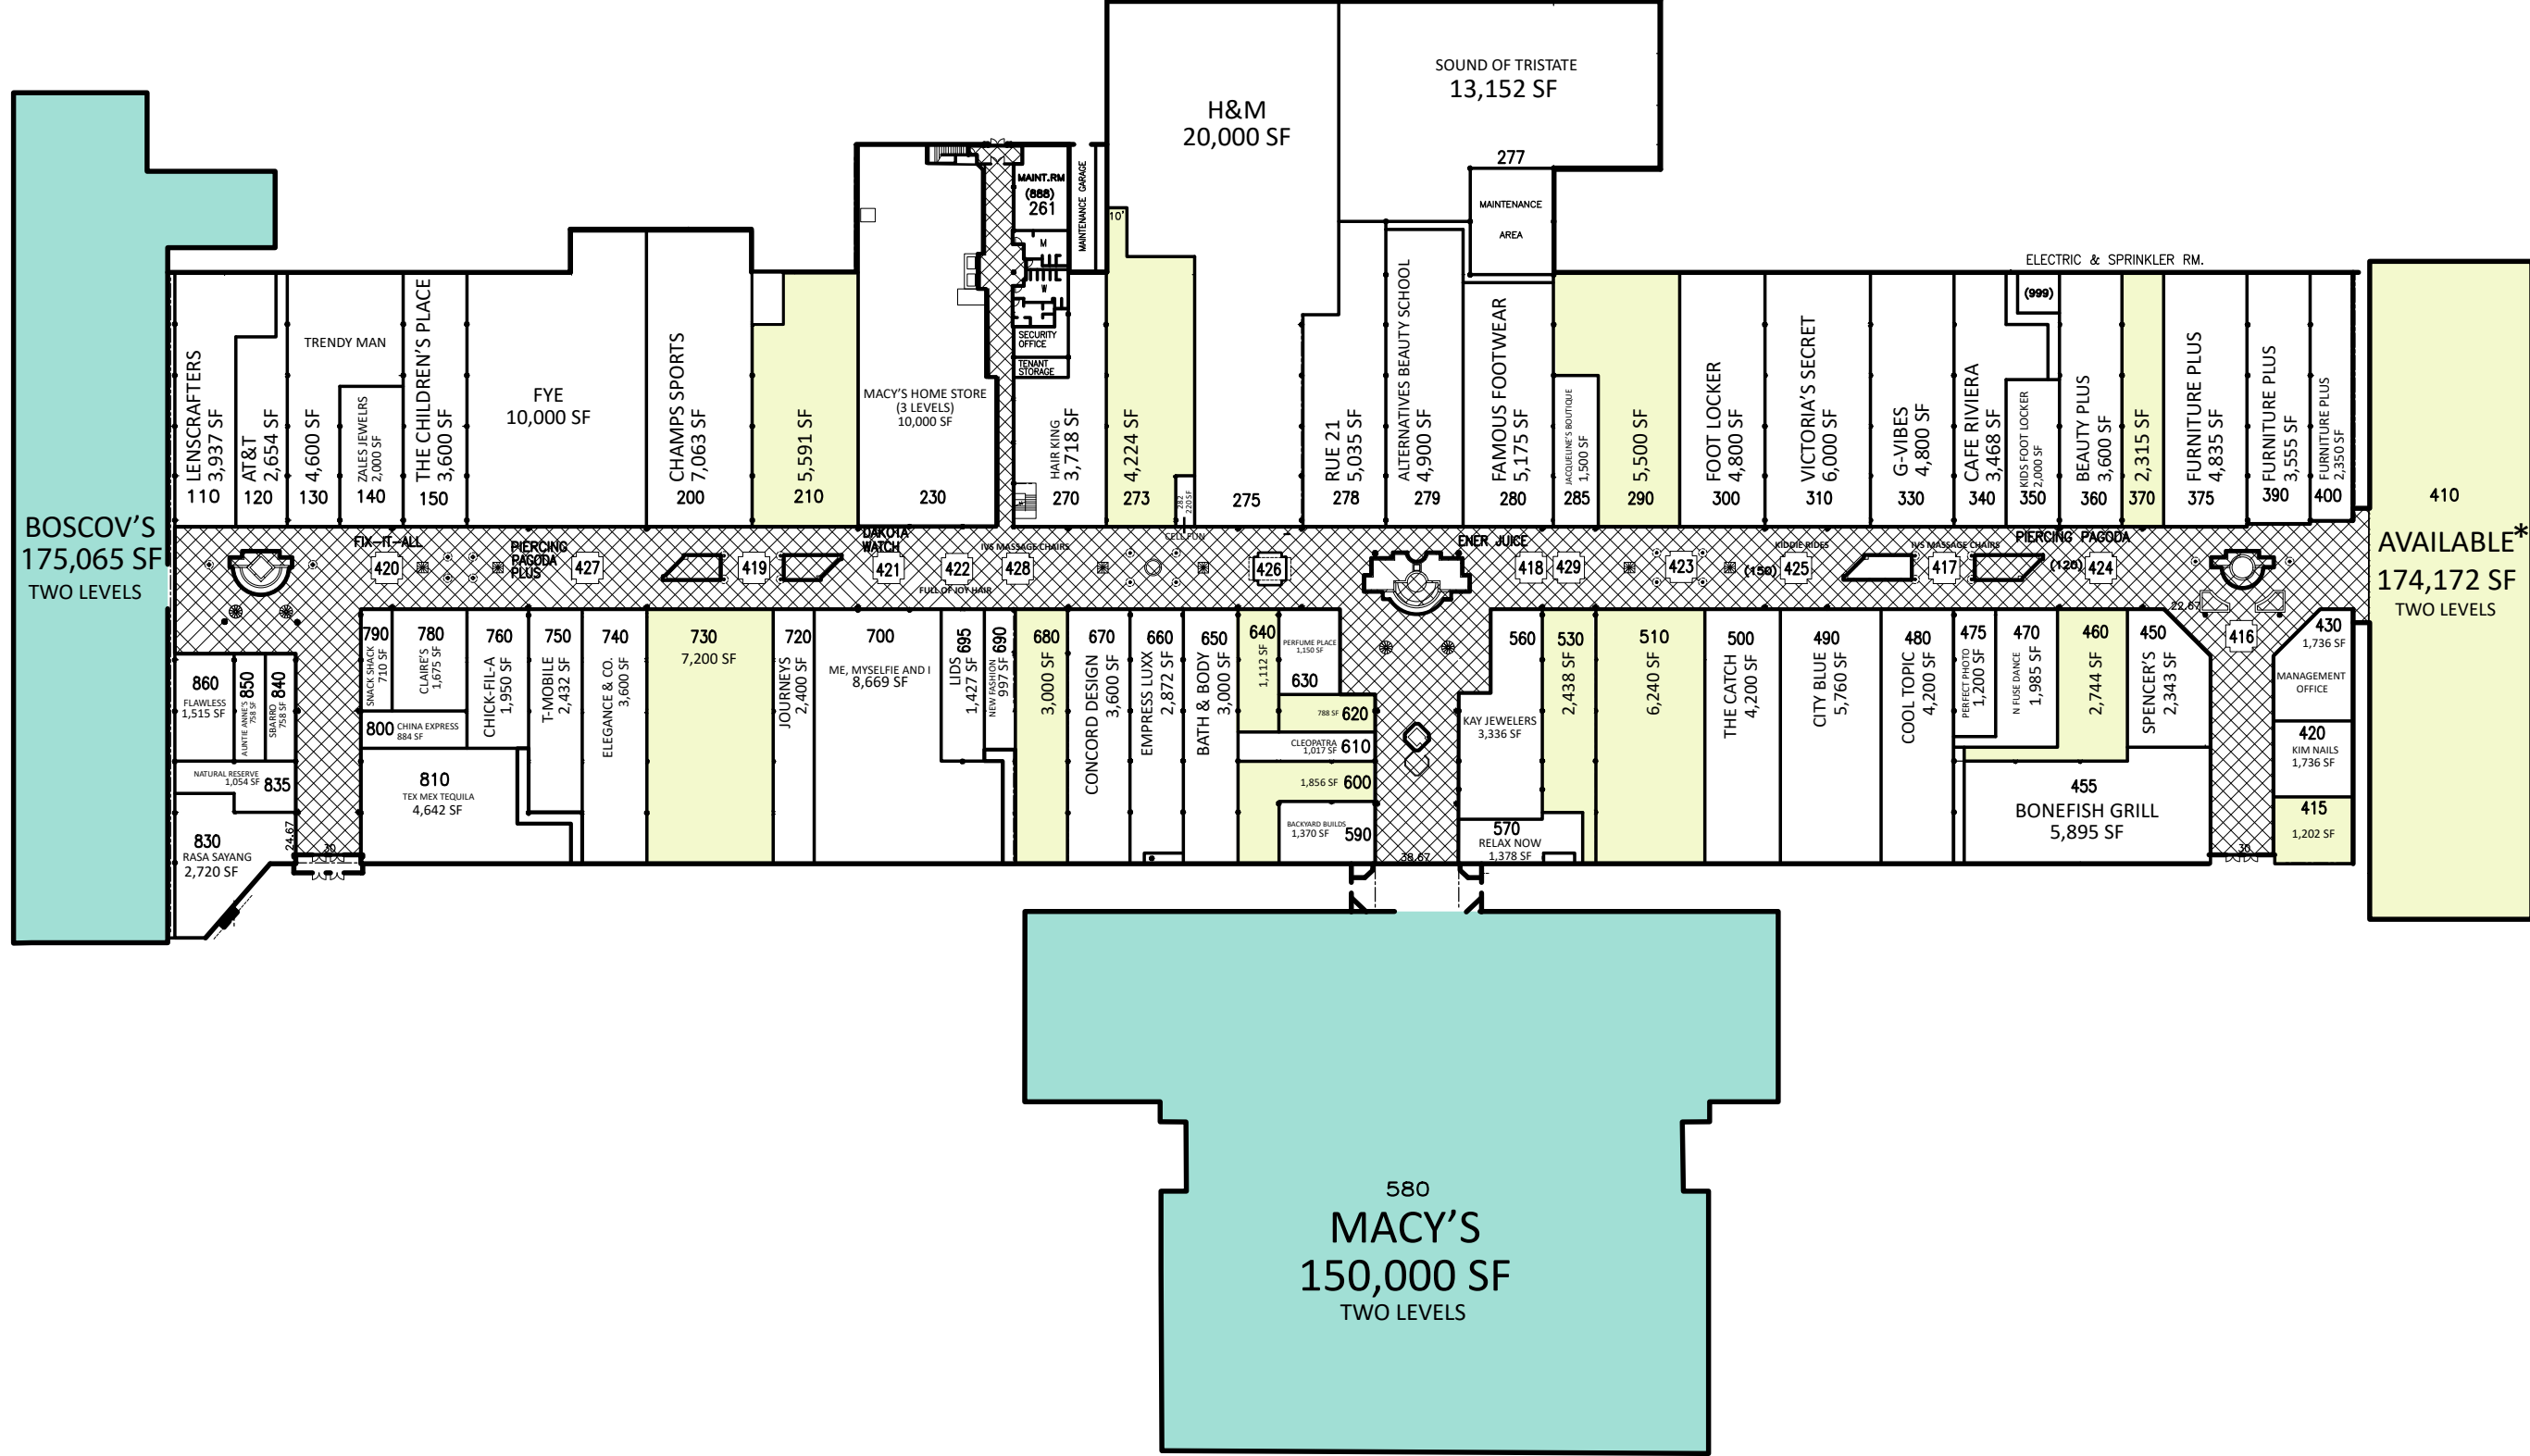 SOUND OF TRISTATE
13,152 SF
H&M
20,000 SF
277
MAINTENANCE
AREA
MAINT.RM
(888)
261
MAINTENANCE GARAGE
M
W
SECURITY
OFFICE
TENANT
STORAGE
10'
ELECTRIC & SPRINKLER RM.
(999)
BOSCOV'S
175,065 SF
TWO LEVELS
LENSCRAFTERS
3,937 SF
110
AT&T
2,654 SF
120
TRENDY MAN
4,600 SF
130
ZALES JEWELRS
2,000 SF
140
THE CHILDREN'S PLACE
3,600 SF
150
FYE
10,000 SF
CHAMPS SPORTS
7,063 SF
200
5,591 SF
210
MACY'S HOME STORE
(3 LEVELS)
10,000 SF
230
HAIR KING
3,718 SF
270
4,224 SF
273
282
220SF
275
RUE 21
5,035 SF
278
ALTERNATIVES BEAUTY SCHOOL
4,900 SF
279
FAMOUS FOOTWEAR
5,175 SF
280
JACQUELINE'S BOUTIQUE
1,500 SF
285
5,500 SF
290
FOOT LOCKER
4,800 SF
300
VICTORIA'S SECRET
6,000 SF
310
G-VIBES
4,800 SF
330
CAFE RIVIERA
3,468 SF
340
KIDS FOOT LOCKER
2,000 SF
350
BEAUTY PLUS
3,600 SF
360
2,315 SF
370
FURNITURE PLUS
4,835 SF
375
FURNITURE PLUS
3,555 SF
390
FURNITURE PLUS
2,350 SF
400
410
AVAILABLE*
174,172 SF
TWO LEVELS
FIX-IT-ALL
420
PIERCING
PAGODA
PLUS
427
419
DAKOTA
WATCH
421
422
FULL OF JOY HAIR
IVS MASSAGE CHAIRS
428
CELL FUN
426
ENER JUICE
418
429
423
(150)
KIDDIE RIDES
425
IVS MASSAGE CHAIRS
417
PIERCING PAGODA
(120)
424
22.67
416
860
FLAWLESS
1,515 SF
850
AUNTIE ANNE'S
758 SF
840
SBARRO
758 SF
NATURAL RESERVE
1,054 SF
835
830
RASA SAYANG
2,720 SF
24.67
30
790
SNACK SHACK
710 SF
780
CLAIRE'S
1,675 SF
800
CHINA EXPRESS
884 SF
810
TEX MEX TEQUILA
4,642 SF
760
CHICK-FIL-A
1,950 SF
750
T-MOBILE
2,432 SF
740
ELEGANCE & CO.
3,600 SF
730
7,200 SF
720
JOURNEYS
2,400 SF
700
ME, MYSELFIE AND I
8,669 SF
695
LIDS
1,427 SF
690
NEW FASHION
997 SF
680
3,000 SF
670
CONCORD DESIGN
3,600 SF
660
EMPRESS LUXX
2,872 SF
650
BATH & BODY
3,000 SF
640
1,112 SF
PERFUME PLACE
1,150 SF
630
788 SF
620
CLEOPATRA
1,017 SF
610
1,856 SF
600
BACKYARD BUILDS
1,370 SF
590
38.67
560
KAY JEWELERS
3,336 SF
570
RELAX NOW
1,378 SF
530
2,438 SF
510
6,240 SF
500
THE CATCH
4,200 SF
490
CITY BLUE
5,760 SF
480
COOL TOPIC
4,200 SF
475
PERFECT PHOTO
1,200 SF
470
N FUSE DANCE
1,985 SF
460
2,744 SF
450
SPENCER'S
2,343 SF
455
BONEFISH GRILL
5,895 SF
30
430
1,736 SF
MANAGEMENT
OFFICE
420
KIM NAILS
1,736 SF
415
1,202 SF
580
MACY'S
150,000 SF
TWO LEVELS